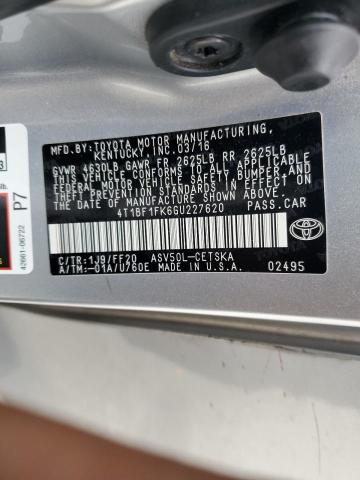 MFD.BY:TOYOTA MOTOR MANUFACTURING,
KENTUCKY, INC.03/16
GVWR 4630LB GAWR FR 2625LB RR 2625LB
THIS VEHICLE CONFORMS TO ALL APPLICABLE
FEDERAL MOTOR VEHICLE SAFETY, BUMPER, AND
THEFT PREVENTION STANDARDS IN EFFECT ON
THE DATE OF MANUFACTURE SHOWN ABOVE.
4T1BF1FK6GU227620 PASS.CAR
C/TR:1J9/FF20 ASV50L-CETSKA
A/TM:-01A/U760E MADE IN U.S.A. 02495
P7
42661-06722
3
lb.